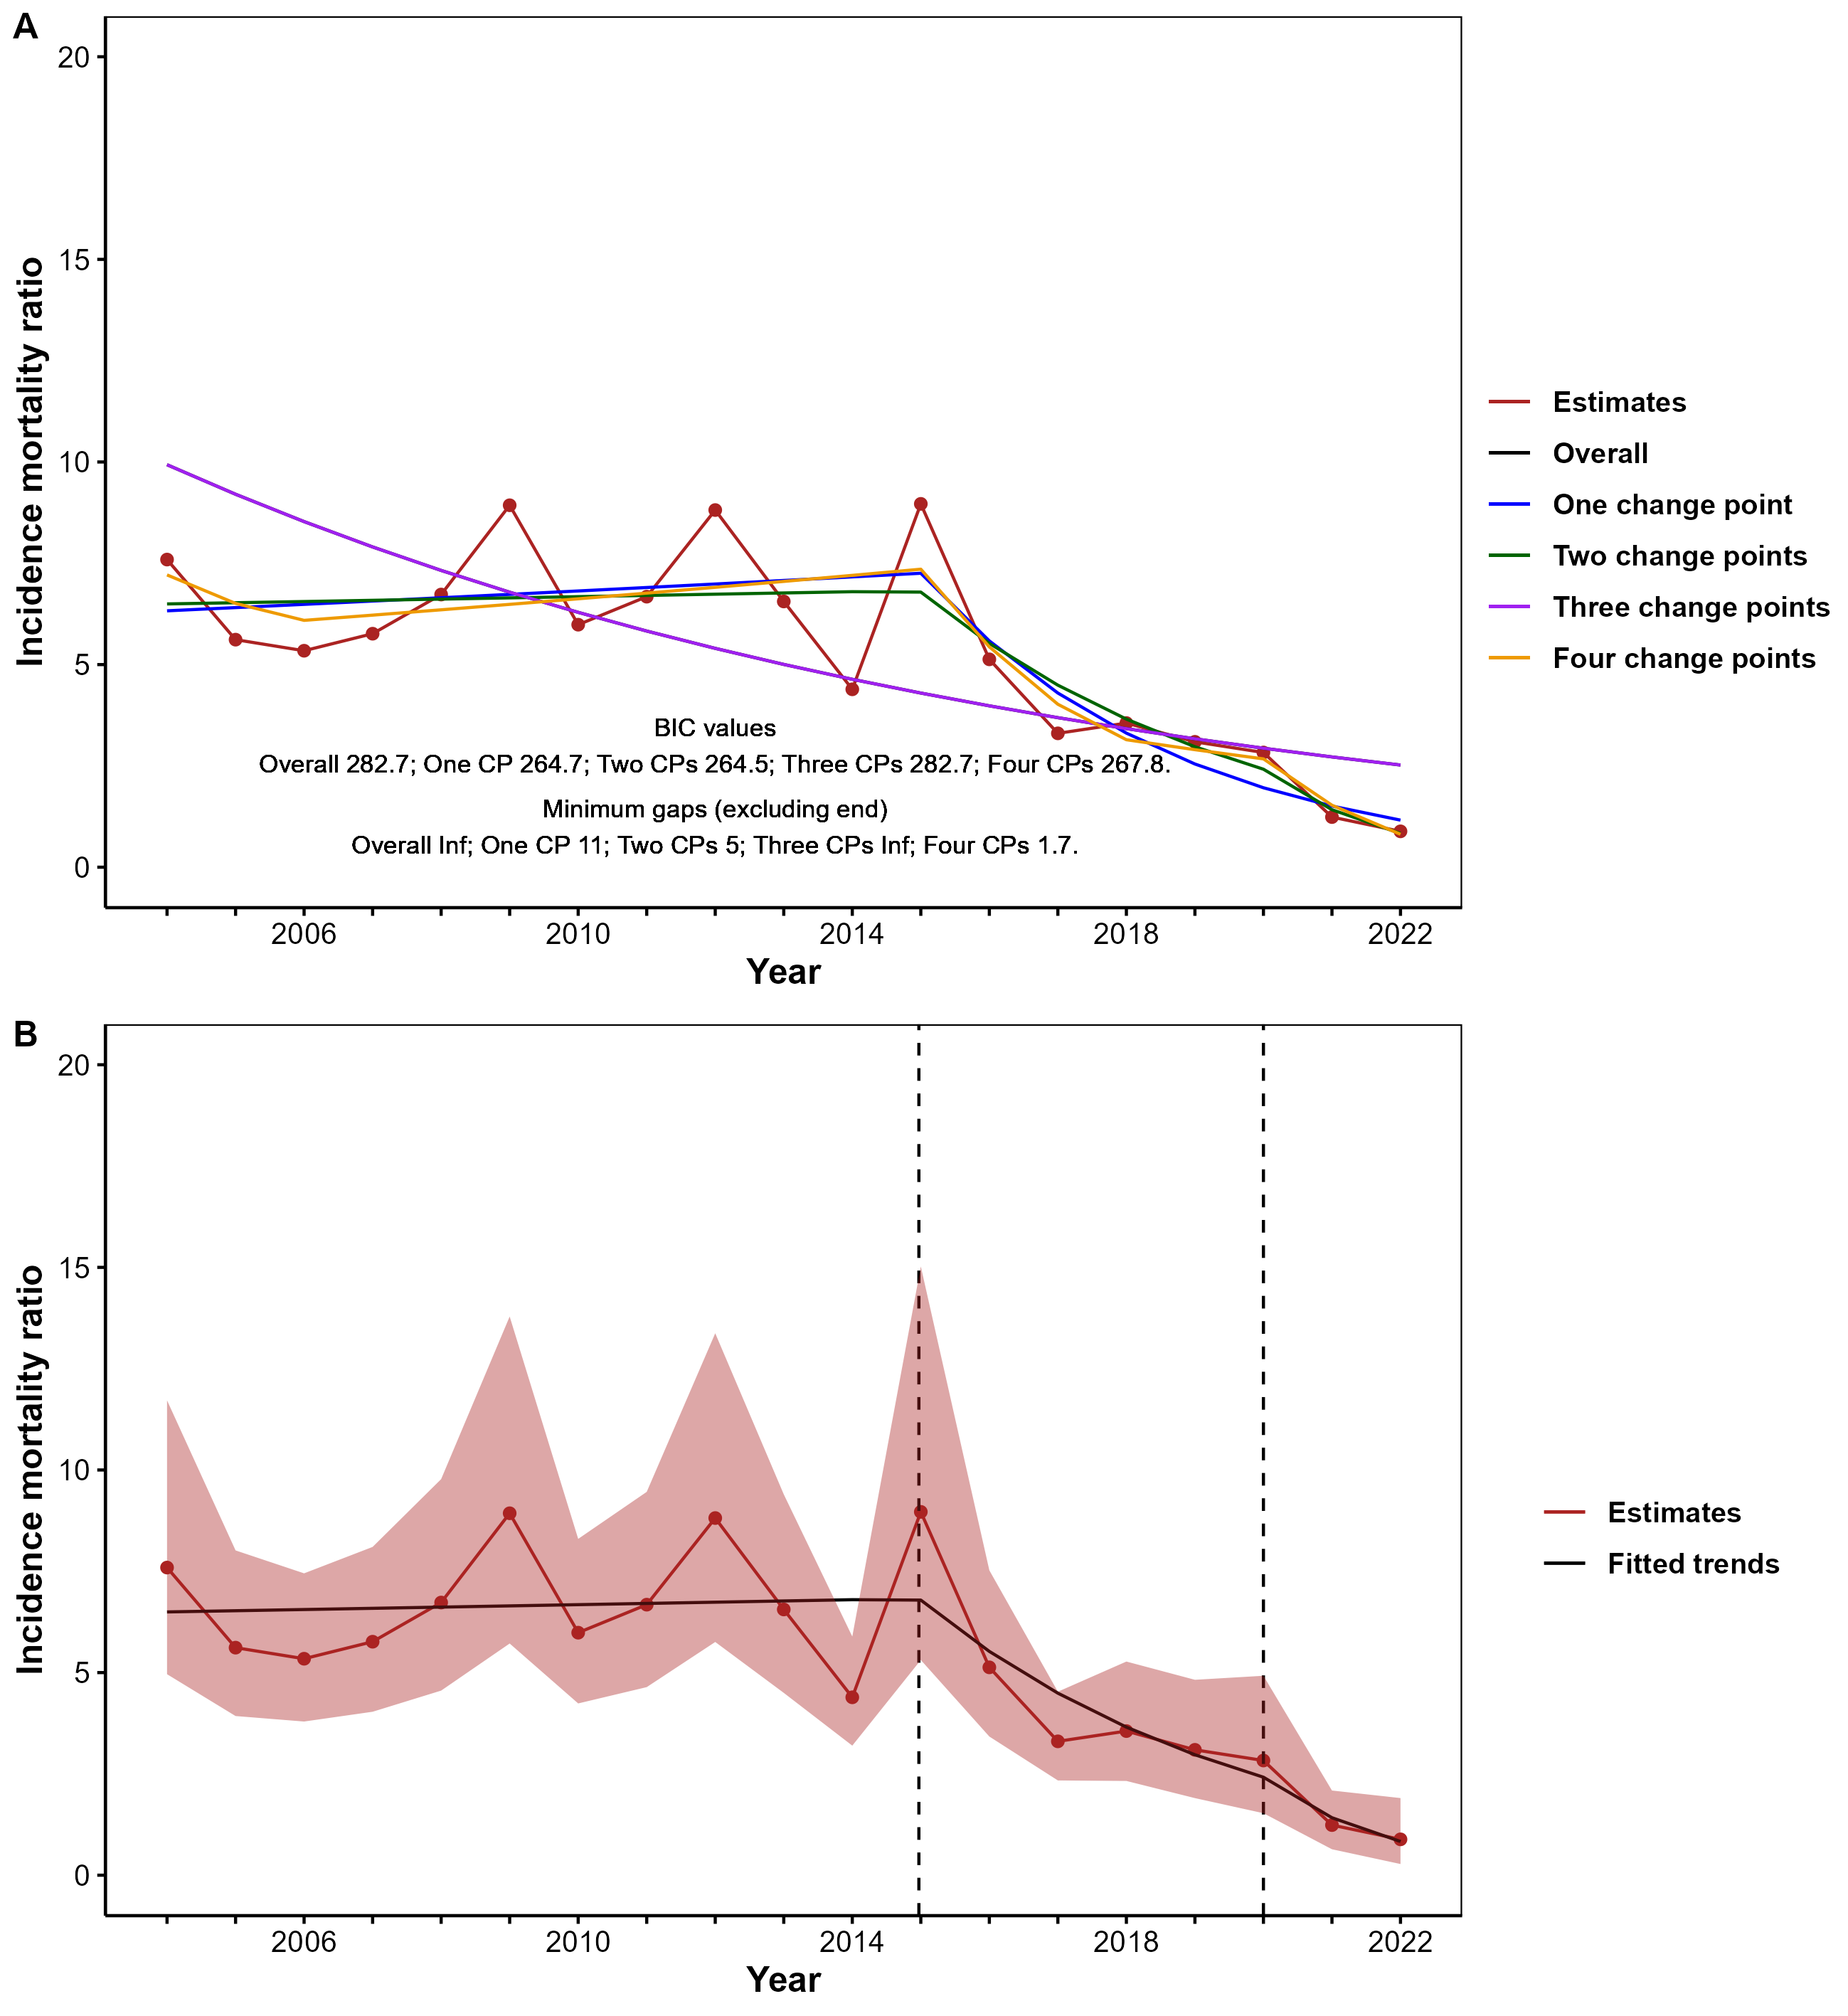 A
Incidence mortality ratio
20
15
10
5
0
BIC values
Overall 282.7; One CP 264.7; Two CPs 264.5; Three CPs 282.7; Four CPs 267.8.
Minimum gaps (excluding end)
Overall Inf; One CP 11; Two CPs 5; Three CPs Inf; Four CPs 1.7.
2006 2010 2014 2018 2022
Year
Estimates
Overall
One change point
Two change points
Three change points
Four change points
B
Incidence mortality ratio
20
15
10
5
0
2006 2010 2014 2018 2022
Year
Estimates
Fitted trends